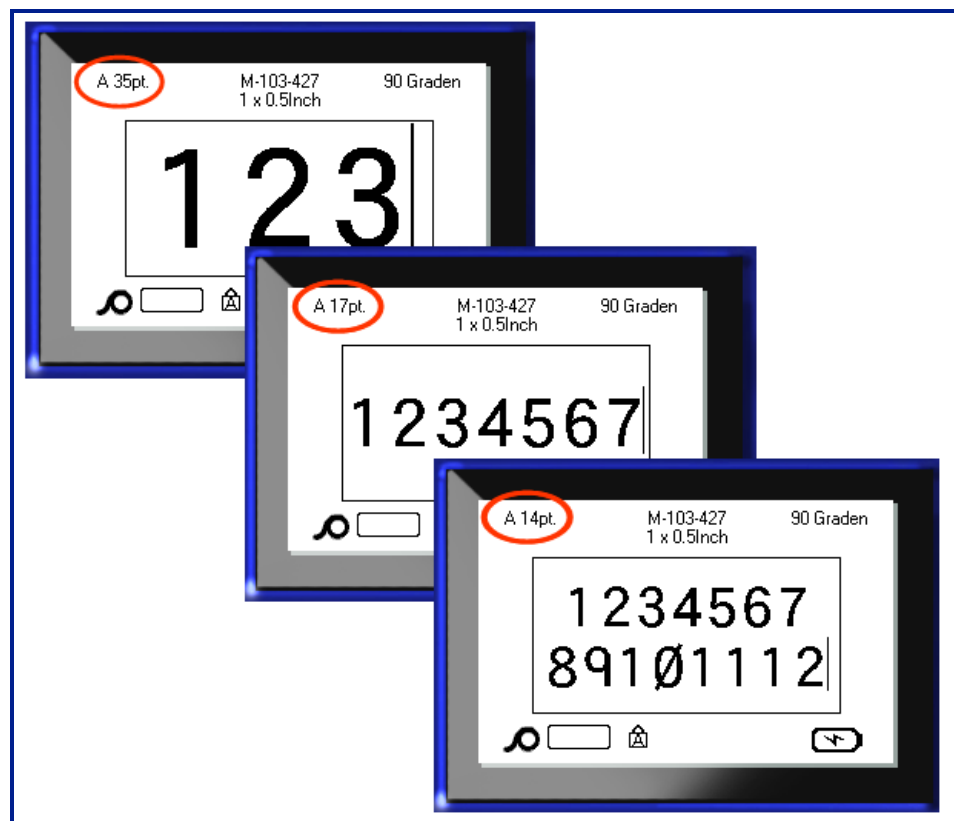 A 35pt. M-103-427 90 Graden
1 x 0.5Inch
123
A
A 17pt. M-103-427 90 Graden
1 x 0.5Inch
1234567
A 14pt. M-103-427 90 Graden
1 x 0.5Inch
1234567
891Ø1112
A